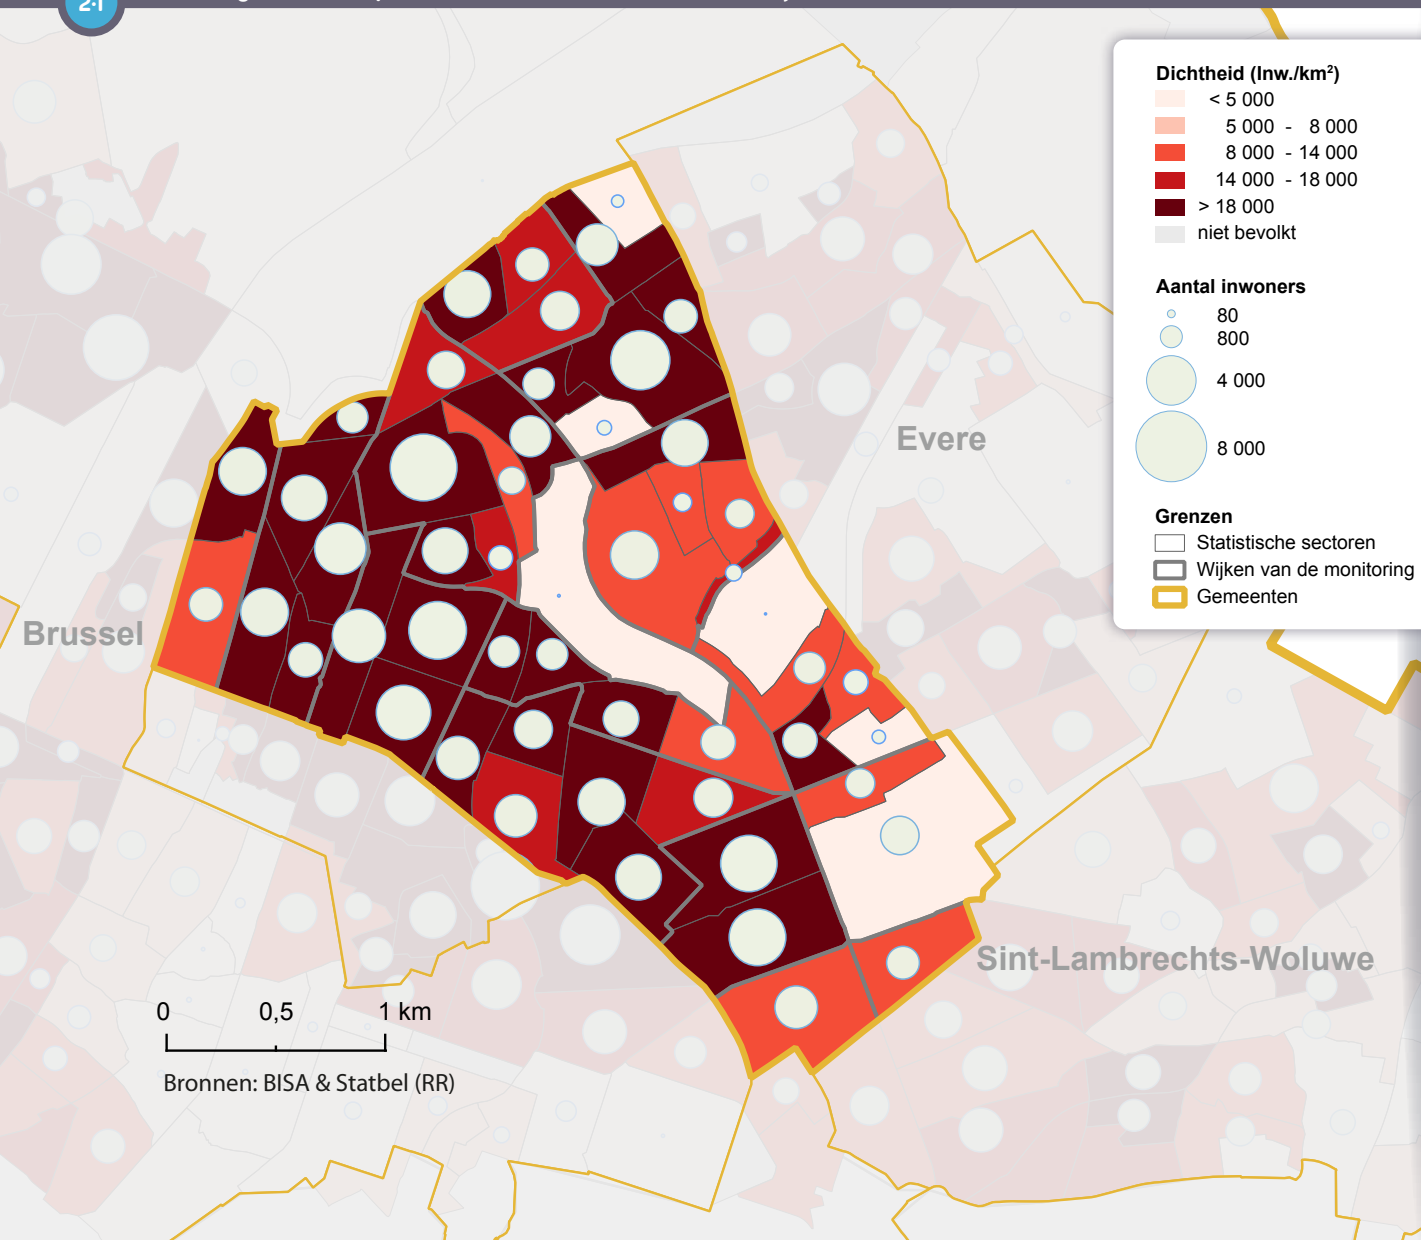 2.1
Dichtheid (Inw./km²)
< 5 000
5 000 - 8 000
8 000 - 14 000
14 000 - 18 000
> 18 000
niet bevolkt
Aantal inwoners
80
800
4 000
8 000
Grenzen
Statistische sectoren
Wijken van de monitoring
Gemeenten
Evere
Brussel
Sint-Lambrechts-Woluwe
0 0,5 1 km
Bronnen: BISA & Statbel (RR)